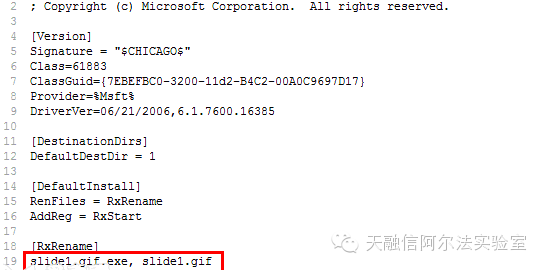 2 ; Copyright (c) Microsoft Corporation.  All rights reserved.
3
4 [Version]
5 Signature = "$CHICAGO$"
6 Class=61883
7 ClassGuid={7EBEFBC0-3200-11d2-B4C2-00A0C9697D17}
8 Provider=%Msft%
9 DriverVer=06/21/2006,6.1.7600.16385
10
11 [DestinationDirs]
12 DefaultDestDir = 1
13
14 [DefaultInstall]
15 RenFiles = RxRename
16 AddReg = RxStart
17
18 [RxRename]
19 slide1.gif.exe, slide1.gif
天融信阿尔法实验室